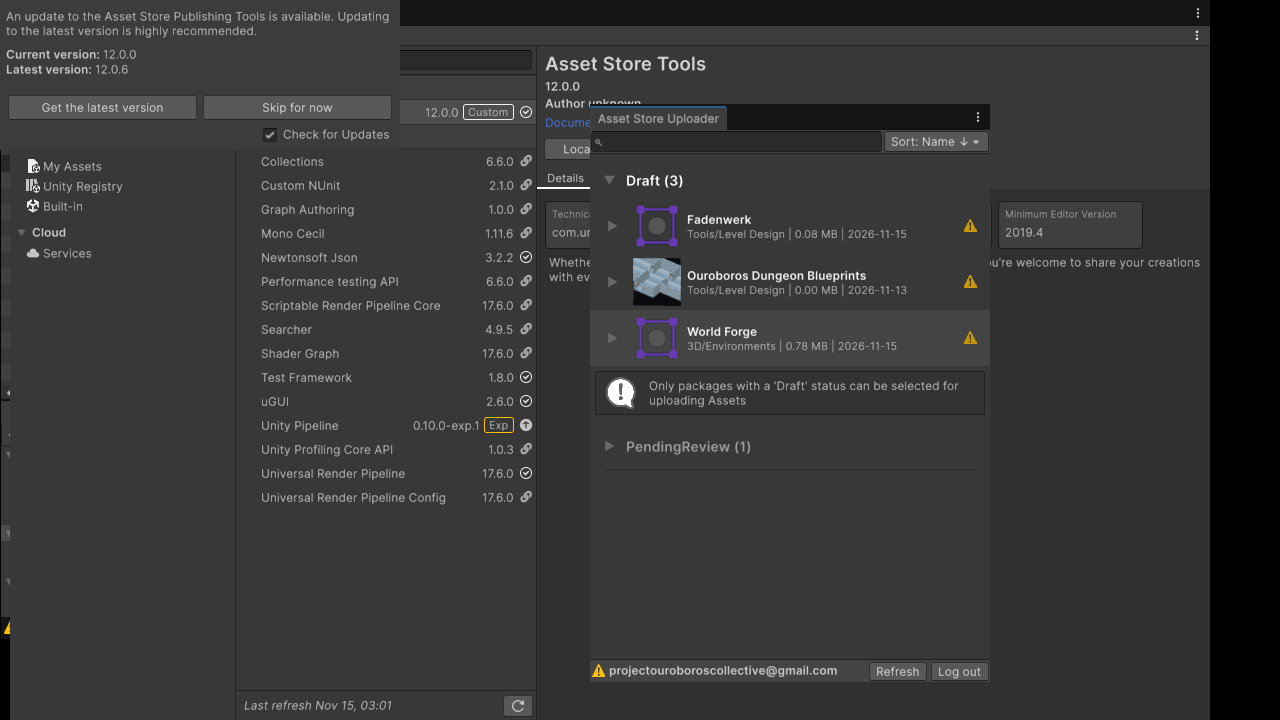 An update to the Asset Store Publishing Tools is available. Updating
to the latest version is highly recommended.
Current version: 12.0.0
Latest version: 12.0.6
Get the latest version
Skip for now
Check for Updates
My Assets
Unity Registry
Built-in
Cloud
Services
12.0.0 Custom
Collections 6.6.0
Custom NUnit 2.1.0
Graph Authoring 1.0.0
Mono Cecil 1.11.6
Newtonsoft Json 3.2.2
Performance testing API 6.6.0
Scriptable Render Pipeline Core 17.6.0
Searcher 4.9.5
Shader Graph 17.6.0
Test Framework 1.8.0
uGUI 2.6.0
Unity Pipeline 0.10.0-exp.1 Exp
Unity Profiling Core API 1.0.3
Universal Render Pipeline 17.6.0
Universal Render Pipeline Config 17.6.0
Last refresh Nov 15, 03:01
Asset Store Tools
12.0.0
Author unknown
Docume
Loca
Details
Technic
com.un
Minimum Editor Version
2019.4
Whethe
with ev
ou're welcome to share your creations
Asset Store Uploader
Sort: Name ↓
Draft (3)
Fadenwerk
Tools/Level Design | 0.08 MB | 2026-11-15
Ouroboros Dungeon Blueprints
Tools/Level Design | 0.00 MB | 2026-11-13
World Forge
3D/Environments | 0.78 MB | 2026-11-15
Only packages with a 'Draft' status can be selected for
uploading Assets
PendingReview (1)
projectouroboroscollective@gmail.com
Refresh
Log out